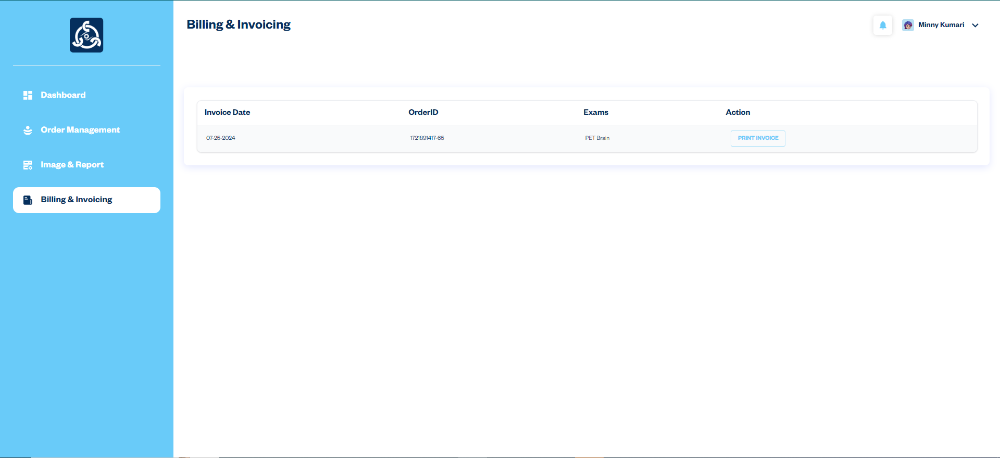 Billing & Invoicing
Minny Kumari
Dashboard
Order Management
Image & Report
Billing & Invoicing
Invoice Date OrderID Exams Action
07-25-2024 1721891417-65 PET Brain PRINT INVOICE